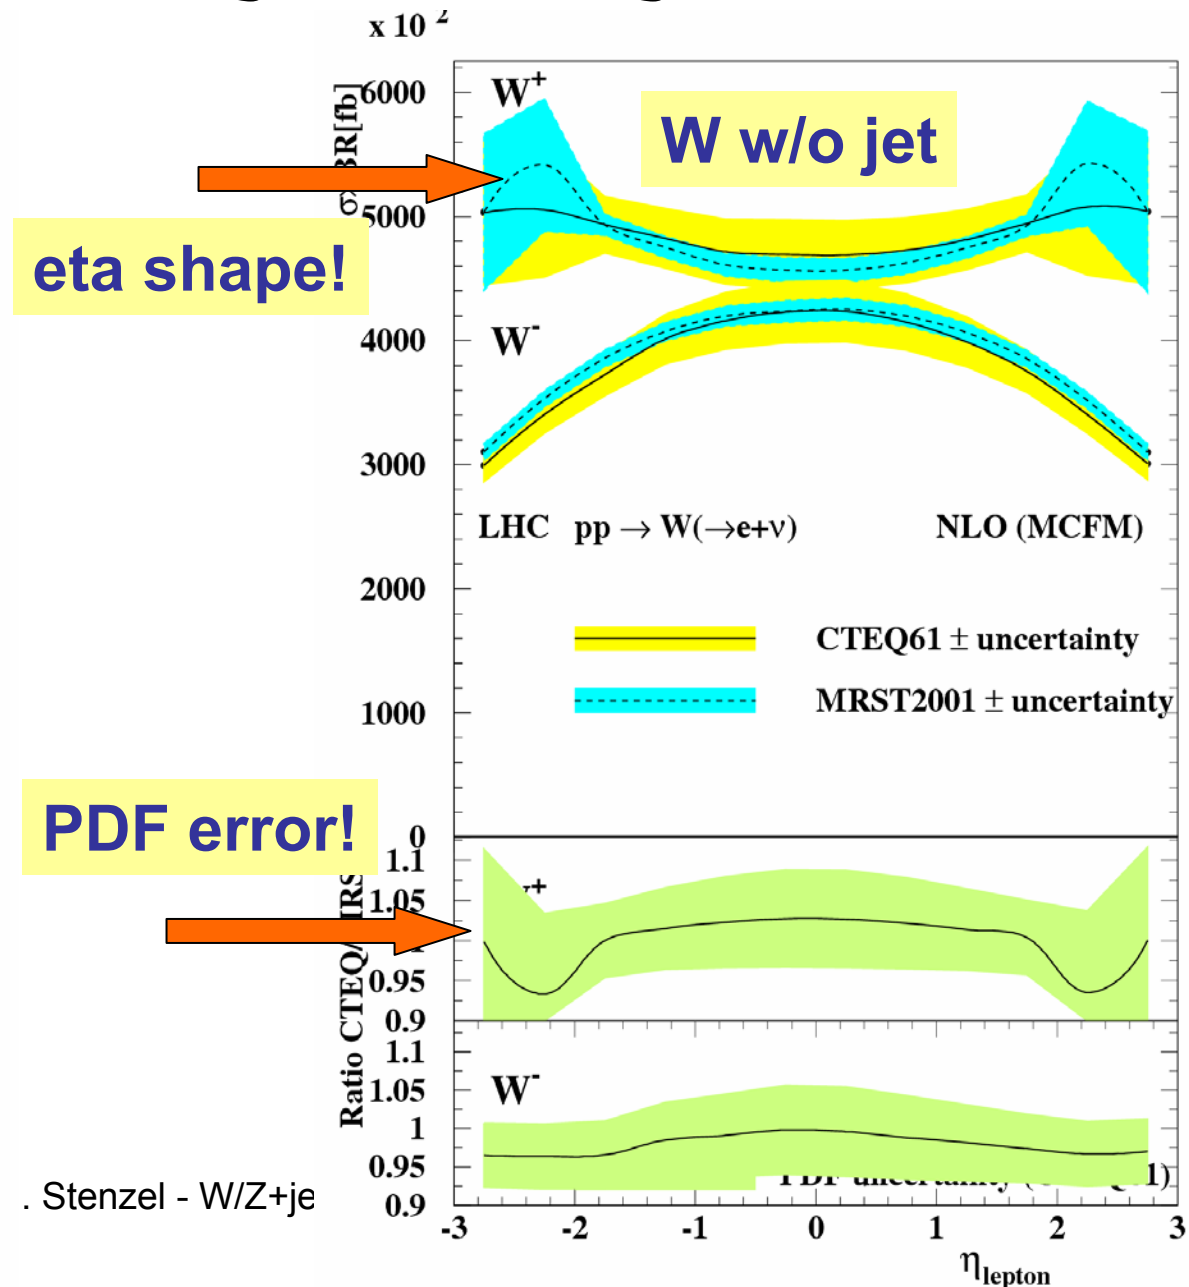 x 10 2
6000
W+
W w/o jet
5000
eta shape!
4000
W-
3000
LHC pp → W(→e+ν)
NLO (MCFM)
2000
CTEQ61 ± uncertainty
MRST2001 ± uncertainty
1000
PDF error!
0
1.1
1.05
0.95
0.9
Ratio
1.1
1.05
W-
1
0.95
0.9
. Stenzel - W/Z+je
-3 -2 -1 0 1 2 3
ηlepton